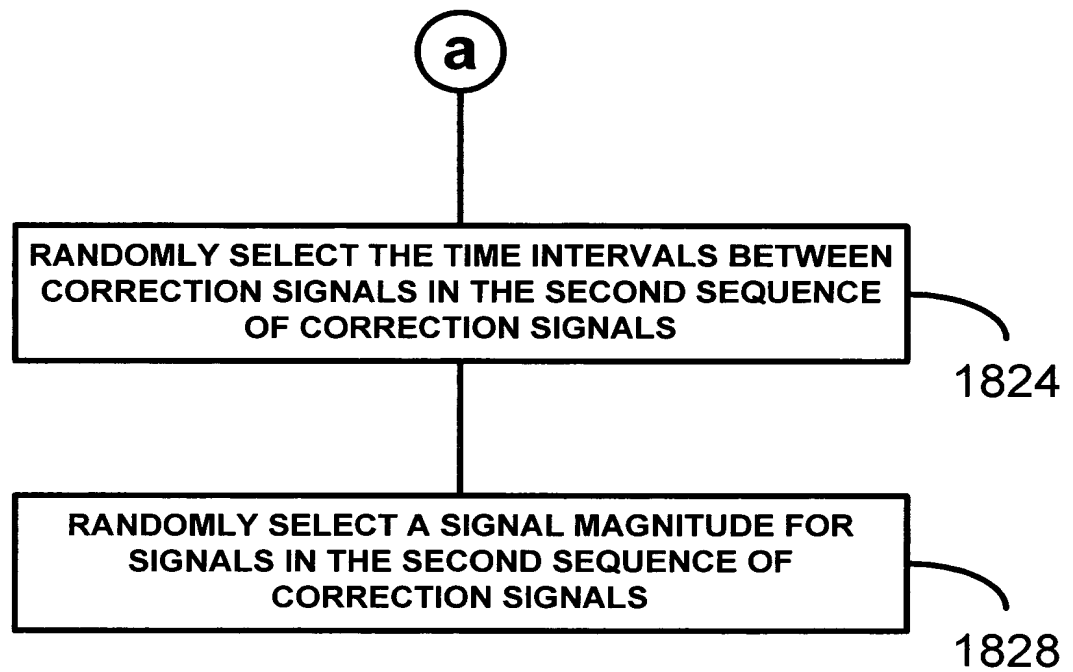 a
RANDOMLY SELECT THE TIME INTERVALS BETWEEN
CORRECTION SIGNALS IN THE SECOND SEQUENCE
OF CORRECTION SIGNALS
1824
RANDOMLY SELECT A SIGNAL MAGNITUDE FOR
SIGNALS IN THE SECOND SEQUENCE OF
CORRECTION SIGNALS
1828